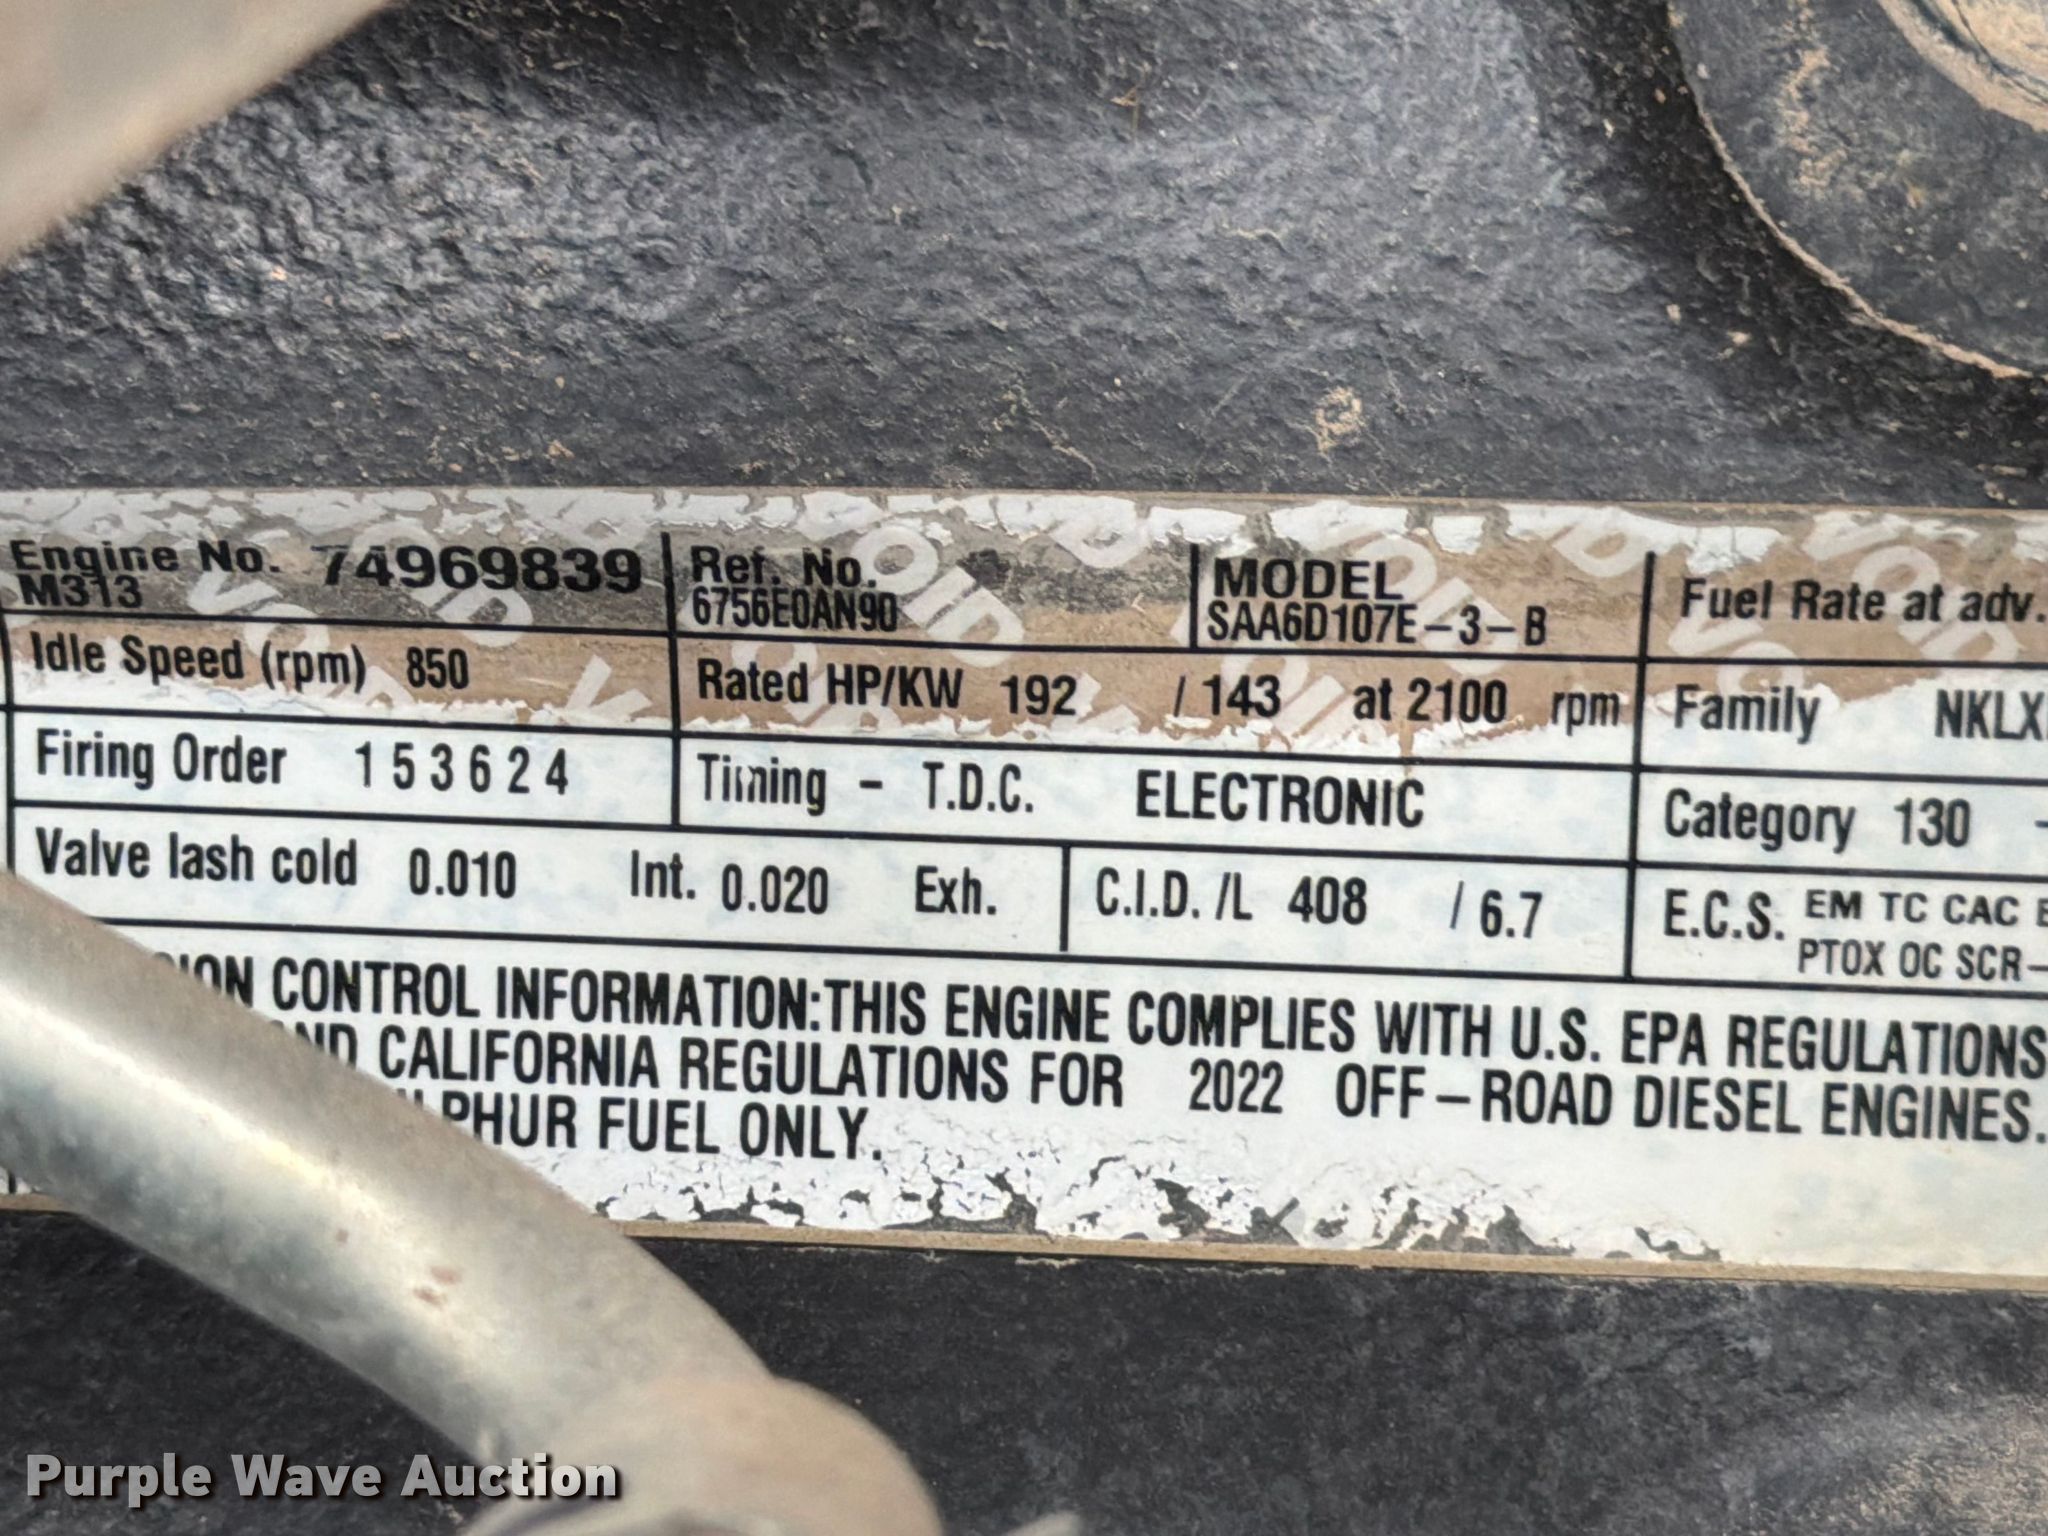 Engine No. 74969839
M313
Ref. No.
6756E0AN90
MODEL
SAA6D107E-3-B
Fuel Rate at adv.
Idle Speed (rpm) 850
Rated HP/KW 192 / 143 at 2100 rpm
Family NKLX
Firing Order 1 5 3 6 2 4
Timing - T.D.C. ELECTRONIC
Category 130 -
Valve lash cold 0.010 Int. 0.020 Exh.
C.I.D. /L 408 / 6.7
E.C.S. EM TC CAC
PTOX OC SCR-
CONTROL INFORMATION:THIS ENGINE COMPLIES WITH U.S. EPA REGULATIONS
CALIFORNIA REGULATIONS FOR 2022 OFF-ROAD DIESEL ENGINES.
FUEL ONLY.
Purple Wave Auction